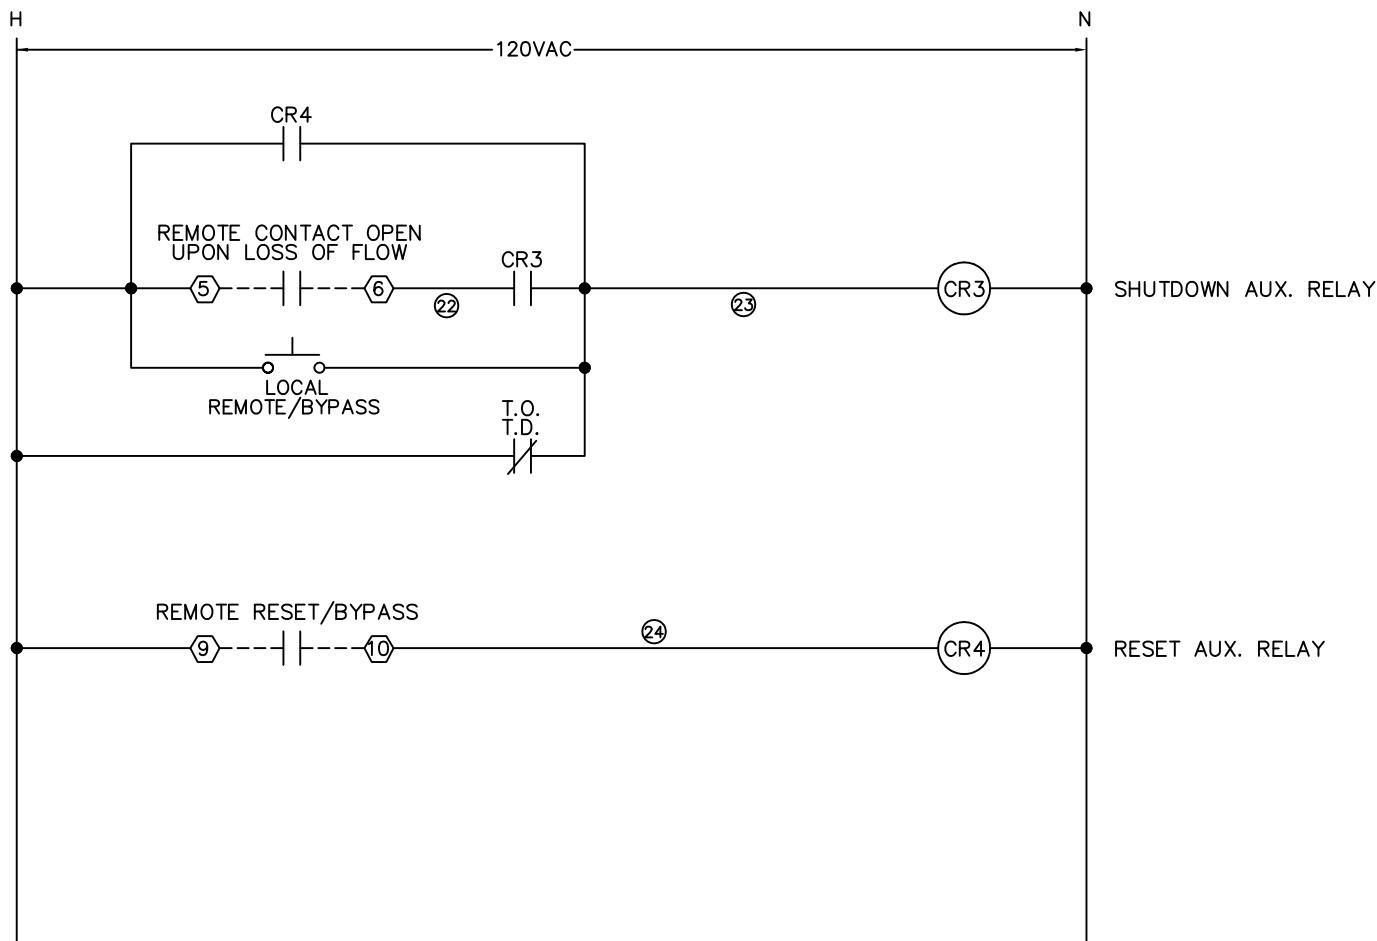 H
N
120VAC
CR4
REMOTE CONTACT OPEN
UPON LOSS OF FLOW
CR3
5
6
22
23
CR3
SHUTDOWN AUX. RELAY
LOCAL
REMOTE/BYPASS
T.O.
T.D.
REMOTE RESET/BYPASS
9
10
24
CR4
RESET AUX. RELAY